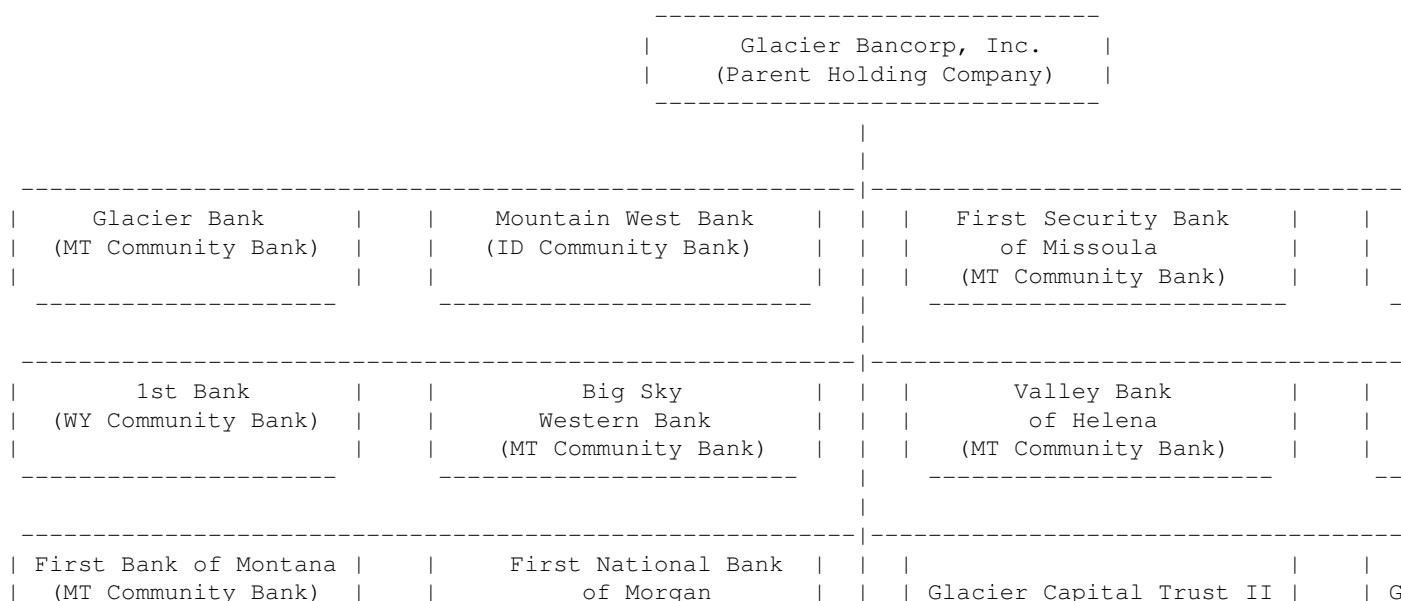 Glacier Bancorp, Inc.
(Parent Holding Company)
Glacier Bank Mountain West Bank First Security Bank
(MT Community Bank) (ID Community Bank) of Missoula
(MT Community Bank)
1st Bank Big Sky Valley Bank
(WY Community Bank) Western Bank of Helena
(MT Community Bank) (MT Community Bank)
First Bank of Montana First National Bank
(MT Community Bank) of Morgan Glacier Capital Trust II G